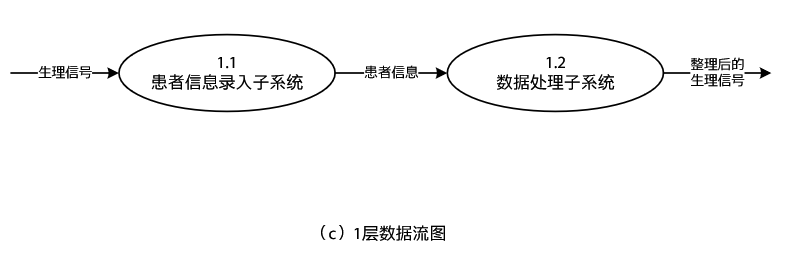 生理信号
1.1
患者信息录入子系统
患者信息
1.2
数据处理子系统
整理后的
生理信号
（c）1层数据流图